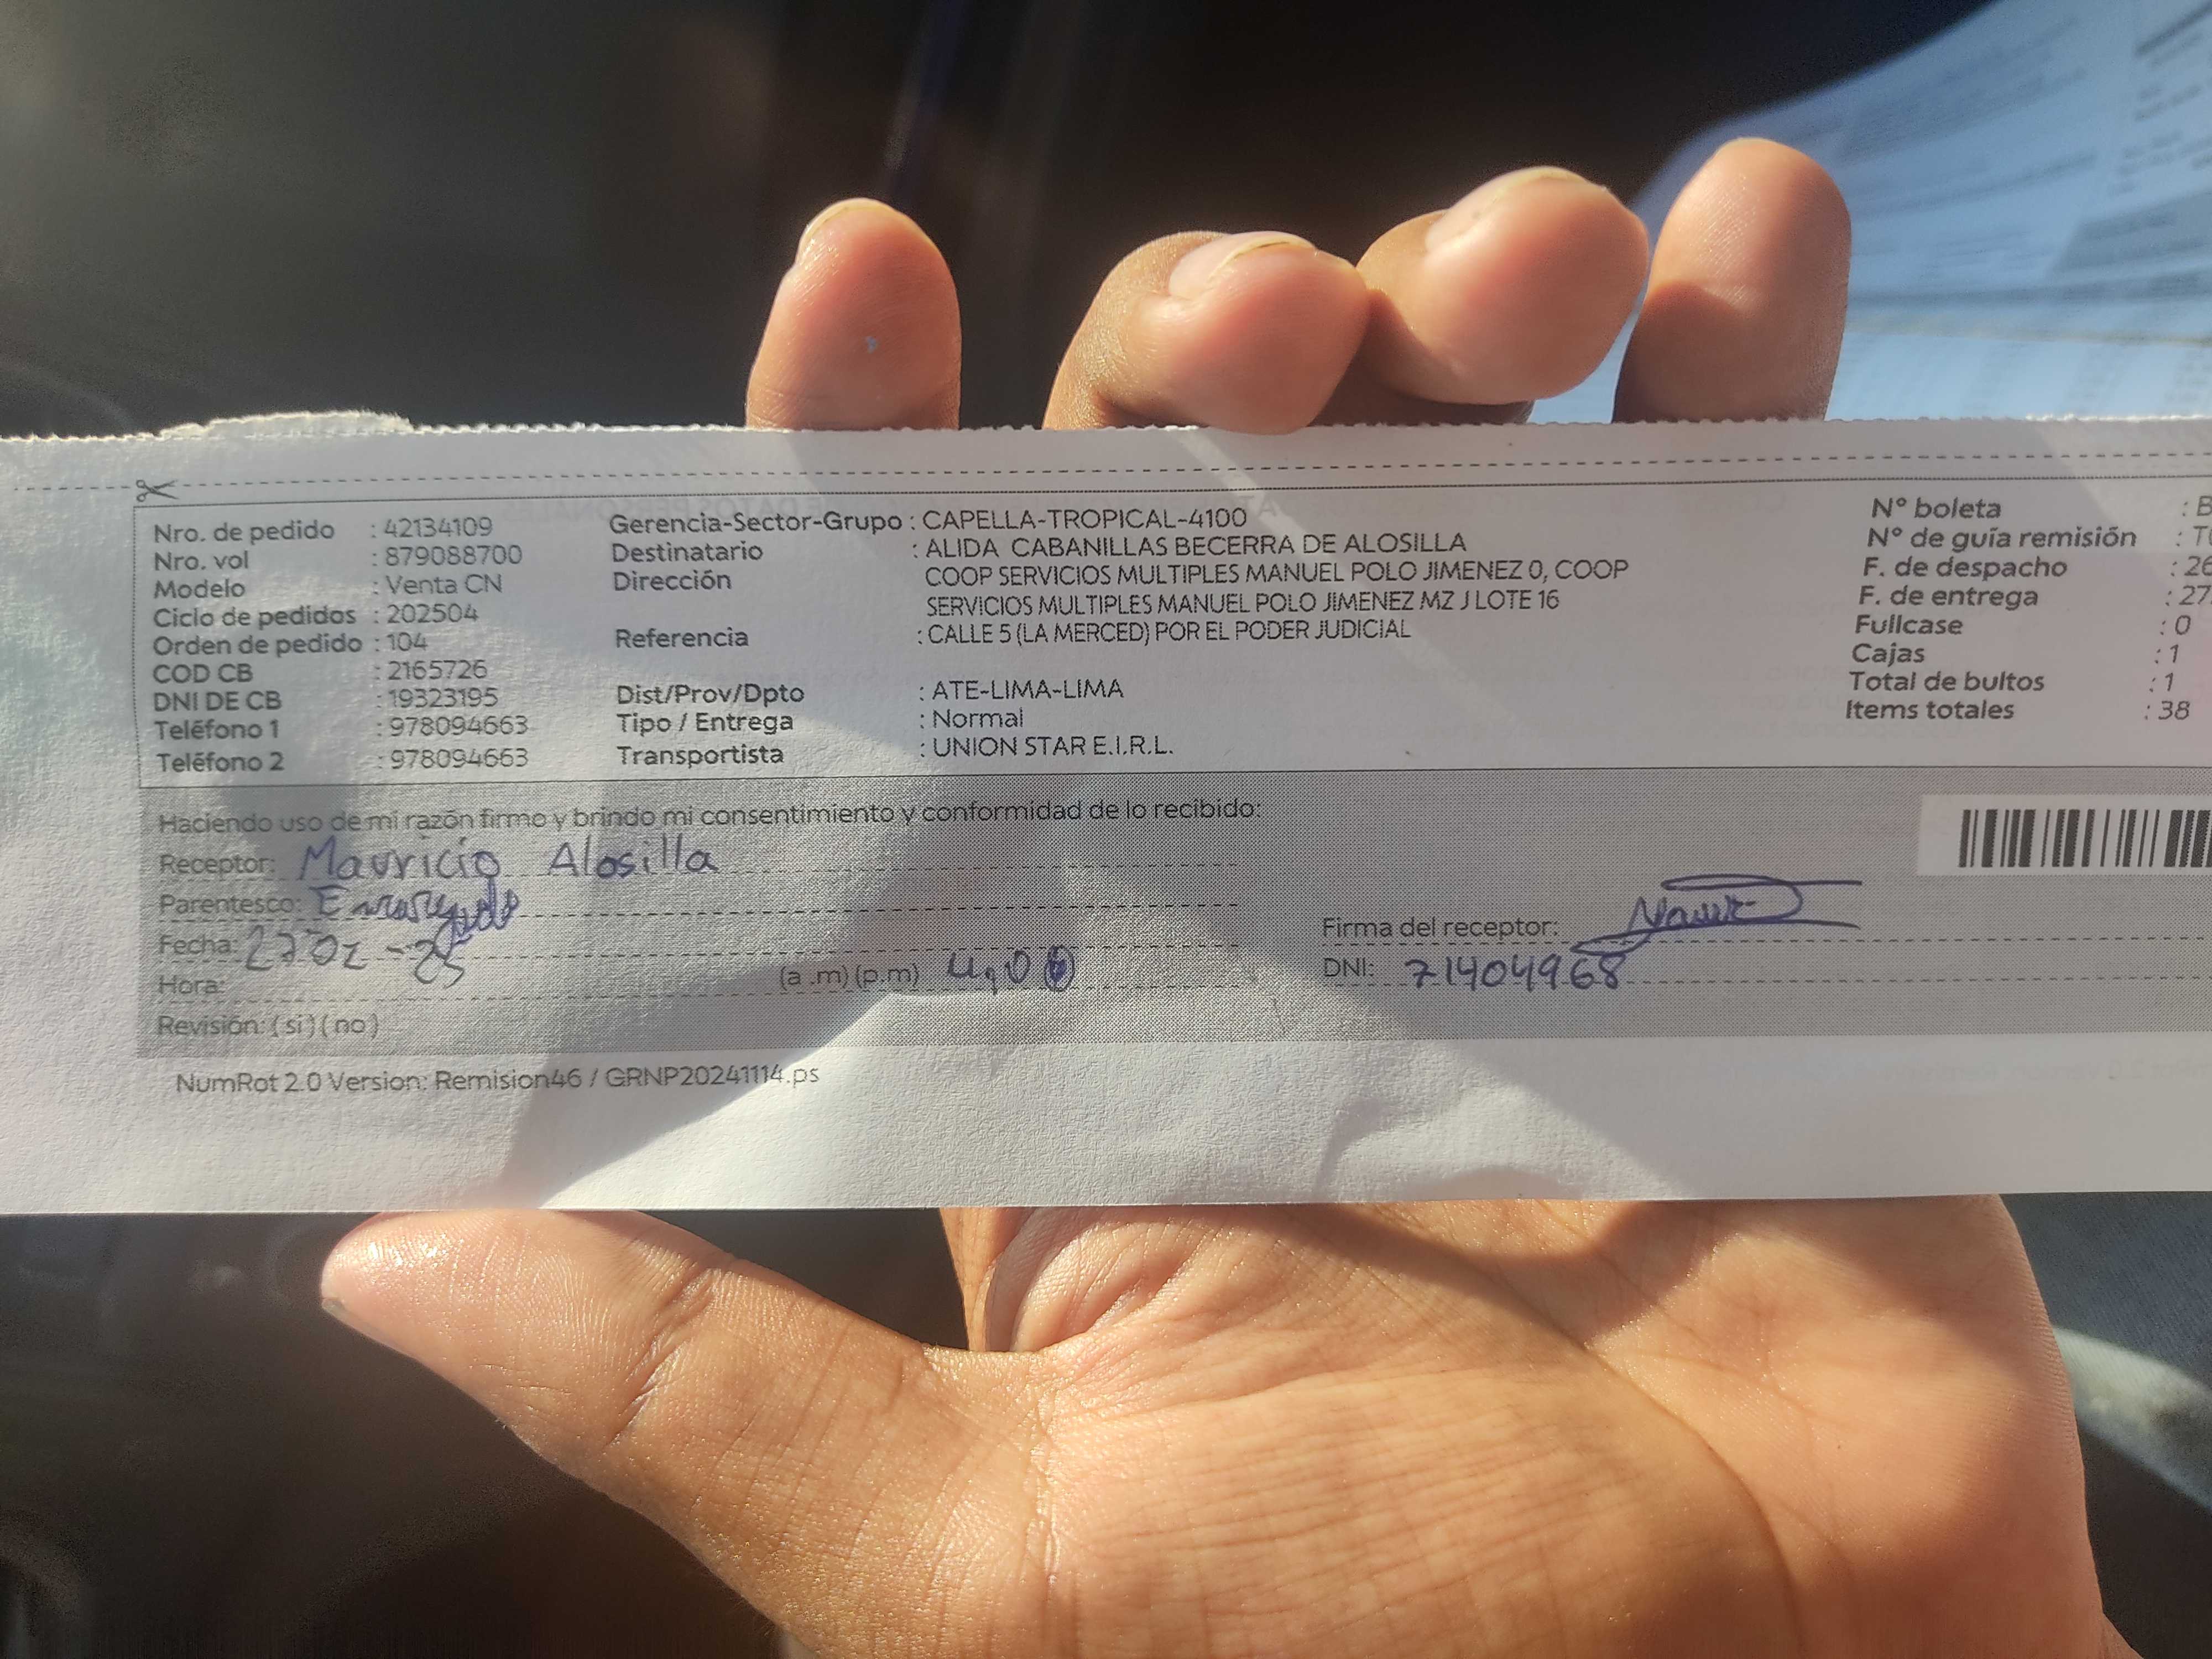 Nro. de pedido : 42134109
Nro. vol : 879088700
Modelo : Venta CN
Ciclo de pedidos : 202504
Orden de pedido : 104
COD CB : 2165726
DNI DE CB : 19323195
Teléfono 1 : 978094663
Teléfono 2 : 978094663
Gerencia-Sector-Grupo : CAPELLA-TROPICAL-4100
Destinatario : ALIDA CABANILLAS BECERRA DE ALOSILLA
Dirección COOP SERVICIOS MULTIPLES MANUEL POLO JIMENEZ 0, COOP
SERVICIOS MULTIPLES MANUEL POLO JIMENEZ MZ J LOTE 16
Referencia : CALLE 5 (LA MERCED) POR EL PODER JUDICIAL
Dist/Prov/Dpto : ATE-LIMA-LIMA
Tipo / Entrega : Normal
Transportista : UNION STAR E.I.R.L.
N° boleta : B
N° de guía remisión : T
F. de despacho : 26
F. de entrega : 27
Fullcase : 0
Cajas : 1
Total de bultos : 1
Items totales : 38
Haciendo uso de mi razón firmo y brindo mi consentimiento y conformidad de lo recibido:
Receptor: Mauricio Alosilla
Parentesco: Encargado
Fecha: 27 02 - 25
Hora: (a .m) (p.m) 4,00
Revisión: ( si ) ( no )
Firma del receptor:
DNI: 71404968
NumRot 2.0 Version: Remision46 / GRNP20241114.ps